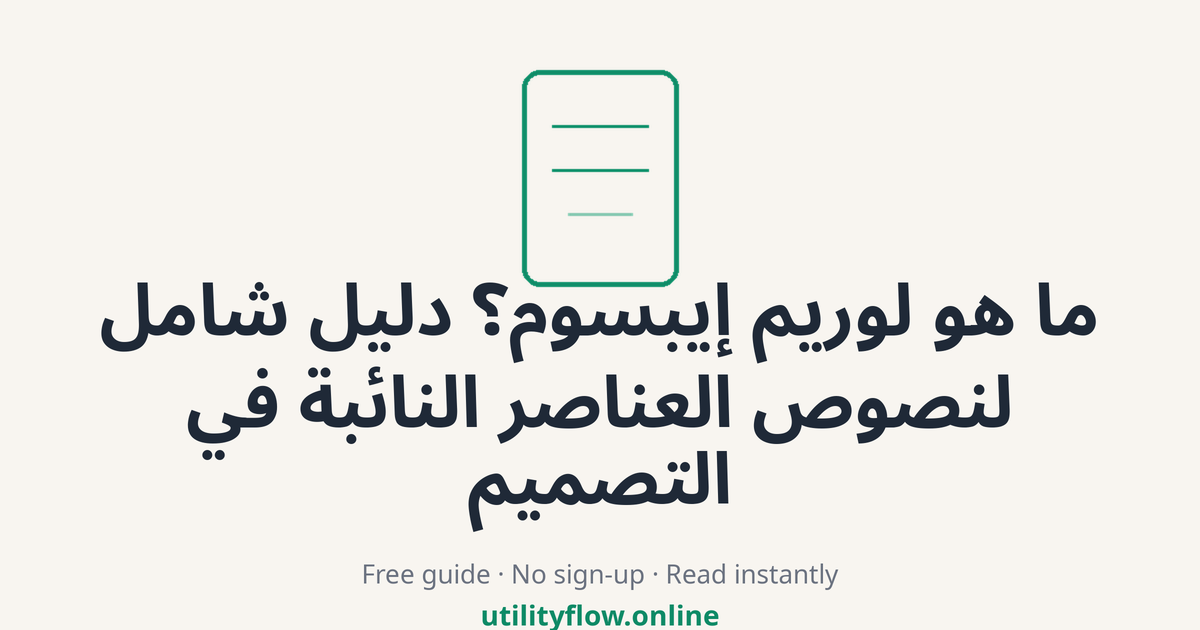 ما هو لوريم إيبسوم؟ دليل شامل
لنصوص العناصر النائبة في
التصميم
Free guide · No sign-up · Read instantly
utilityflow.online